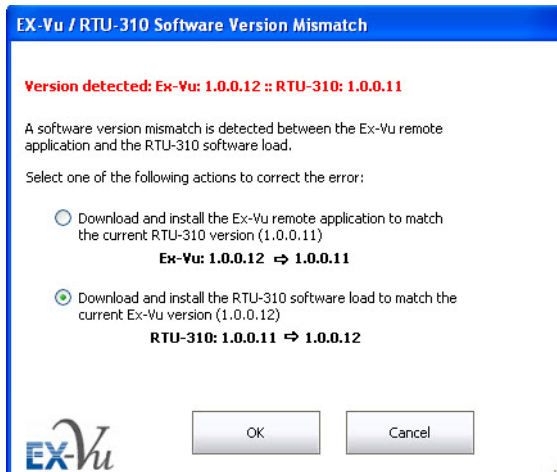 EX-Vu / RTU-310 Software Version Mismatch
Version detected: Ex-Vu: 1.0.0.12 :: RTU-310: 1.0.0.11
A software version mismatch is detected between the Ex-Vu remote
application and the RTU-310 software load.
Select one of the following actions to correct the error:
Download and install the Ex-Vu remote application to match
the current RTU-310 version (1.0.0.11)
Ex-Vu: 1.0.0.12 ⇨ 1.0.0.11
Download and install the RTU-310 software load to match the
current Ex-Vu version (1.0.0.12)
RTU-310: 1.0.0.11 ⇨ 1.0.0.12
OK
Cancel
EX-Vu